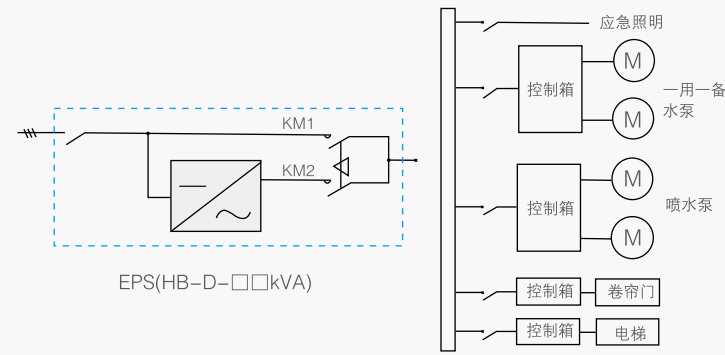 应急照明
M
控制箱
一用一备
水泵
M
KM1
KM2
M
控制箱
喷水泵
M
EPS(HB-D-□□kVA)
控制箱
卷帘门
控制箱
电梯